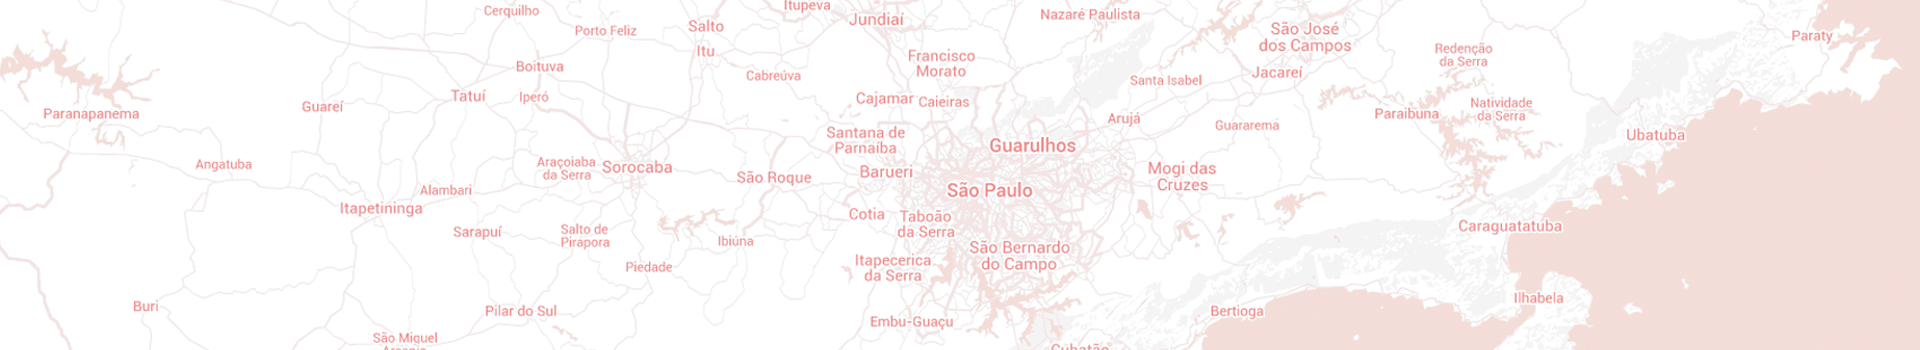 Cerquilho
Itupeva
Jundiaí
Nazaré Paulista
Porto Feliz
Salto
São José
dos Campos
Paraty
Itu
Francisco
Morato
Redenção
da Serra
Boituva
Cabreúva
Santa Isabel
Jacareí
Tatuí
Iperó
Cajamar
Caieiras
Guareí
Paranapanema
Arujá
Guararema
Paraibuna
Natividade
da Serra
Santana de
Parnaíba
Guarulhos
Ubatuba
Angatuba
Araçoiaba
da Serra
Sorocaba
São Roque
Barueri
Mogi das
Cruzes
Alambari
São Paulo
Itapetininga
Cotia
Taboão
da Serra
Caraguatatuba
Sarapuí
Salto de
Pirapora
Ibiúna
São Bernardo
do Campo
Piedade
Itapecerica
da Serra
Buri
Pilar do Sul
Embu-Guaçu
Bertioga
Ilhabela
São Miguel